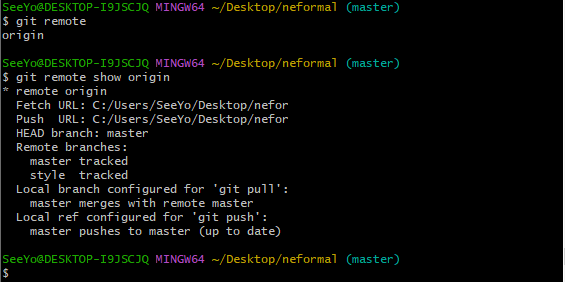 SeeYo@DESKTOP-I9JSCJQ MINGW64 ~/Desktop/neformal (master)
$ git remote
origin
SeeYo@DESKTOP-I9JSCJQ MINGW64 ~/Desktop/neformal (master)
$ git remote show origin
* remote origin
  Fetch URL: C:/Users/SeeYo/Desktop/nefor
  Push  URL: C:/Users/SeeYo/Desktop/nefor
  HEAD branch: master
  Remote branches:
    master tracked
    style  tracked
  Local branch configured for 'git pull':
    master merges with remote master
  Local ref configured for 'git push':
    master pushes to master (up to date)
SeeYo@DESKTOP-I9JSCJQ MINGW64 ~/Desktop/neformal (master)
$